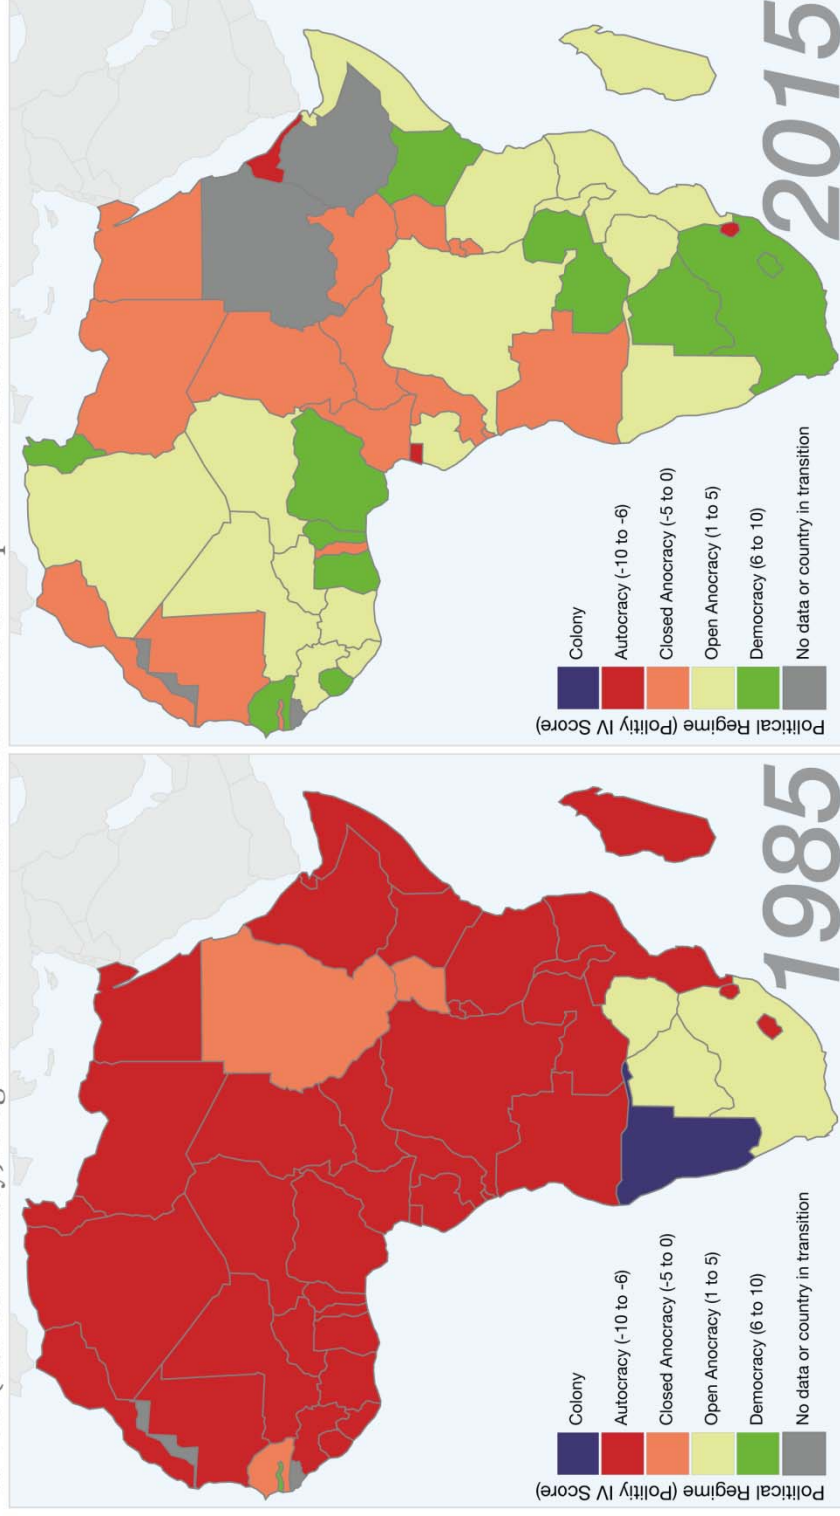 Political Regime (Politiy IV Score)
Colony
Autocracy (-10 to -6)
Closed Anocracy (-5 to 0)
Open Anocracy (1 to 5)
Democracy (6 to 10)
No data or country in transition
1985
Political Regime (Politiy IV Score)
Colony
Autocracy (-10 to -6)
Closed Anocracy (-5 to 0)
Open Anocracy (1 to 5)
Democracy (6 to 10)
No data or country in transition
2015